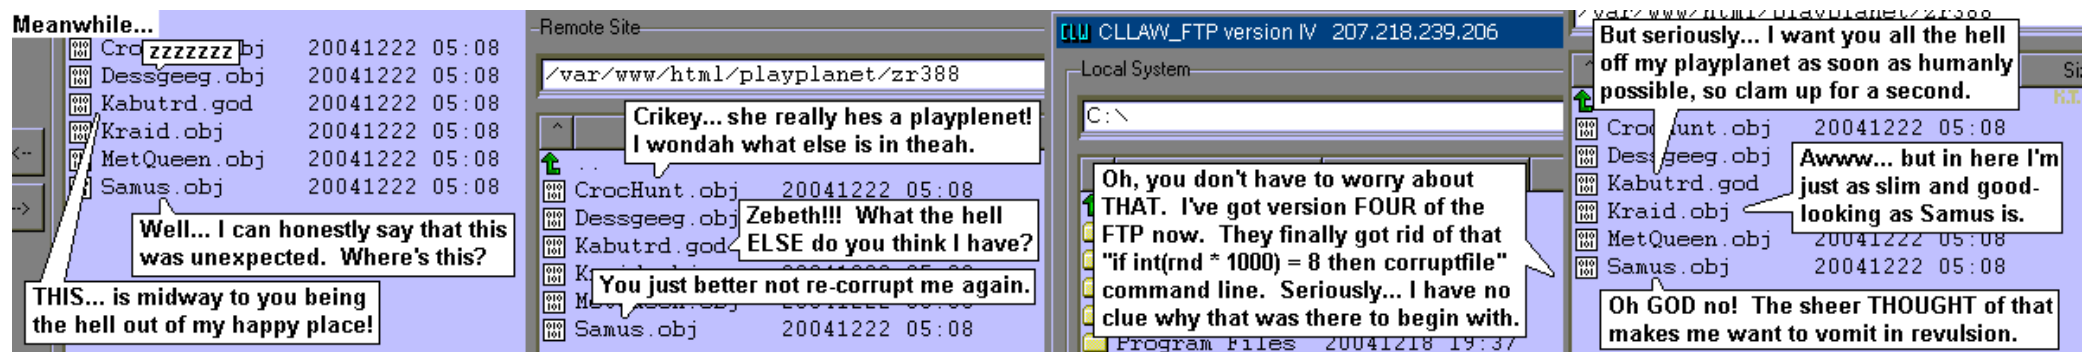 Meanwhile...
zzzzzzz
Cro bj 20041222 05:08
Dessgeeg.obj 20041222 05:08
Kabutrd.god 20041222 05:08
Kraid.obj 20041222 05:08
MetQueen.obj 20041222 05:08
Samus.obj 20041222 05:08
<--
-->
Well... I can honestly say that this
was unexpected. Where's this?
THIS... is midway to you being
the hell out of my happy place!
Remote Site
/var/www/html/playplanet/zr388
^
Crikey... she really hes a playplenet!
I wondah what else is in theah.
..
CrocHunt.obj 20041222 05:08
Dessgeeg.obj
Zebeth!!! What the hell
ELSE do you think I have?
Kabutrd.god
You just better not re-corrupt me again.
Samus.obj 20041222 05:08
CLW CLLAW_FTP version IV 207.218.239.206
Local System
C:\
Oh, you don't have to worry about
THAT. I've got version FOUR of the
FTP now. They finally got rid of that
"if int(rnd * 1000) = 8 then corruptfile"
command line. Seriously... I have no
clue why that was there to begin with.
Program Files 20041218 19:37
/var/www/html/playplanet/zr388
But seriously... I want you all the hell
off my playplanet as soon as humanly
possible, so clam up for a second.
Siz
K.T.
CrocHunt.obj 20041222 05:08
Dessgeeg.obj
Kabutrd.god
Kraid.obj
Awww... but in here I'm
just as slim and good-
looking as Samus is.
MetQueen.obj 20041222 05:08
Samus.obj 20041222 05:08
Oh GOD no! The sheer THOUGHT of that
makes me want to vomit in revulsion.